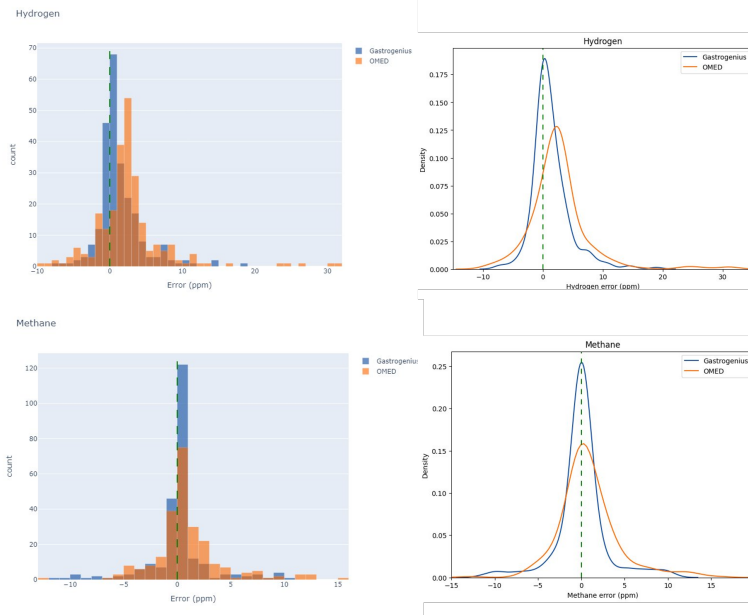 Hydrogen
70
60
50
40
30
20
10
0
count
−10
0
10
20
30
Error (ppm)
Gastrogenius
OMED
Hydrogen
0.175
0.150
0.125
0.100
0.075
0.050
0.025
0.000
Density
−10
0
10
20
30
Hydrogen error (ppm)
Gastrogenius
OMED
Methane
120
100
80
60
40
20
0
count
−10
−5
0
5
10
15
Error (ppm)
Gastrogenius
OMED
Methane
0.25
0.20
0.15
0.10
0.05
0.00
Density
−15
−10
−5
0
5
10
15
Methane error (ppm)
Gastrogenius
OMED